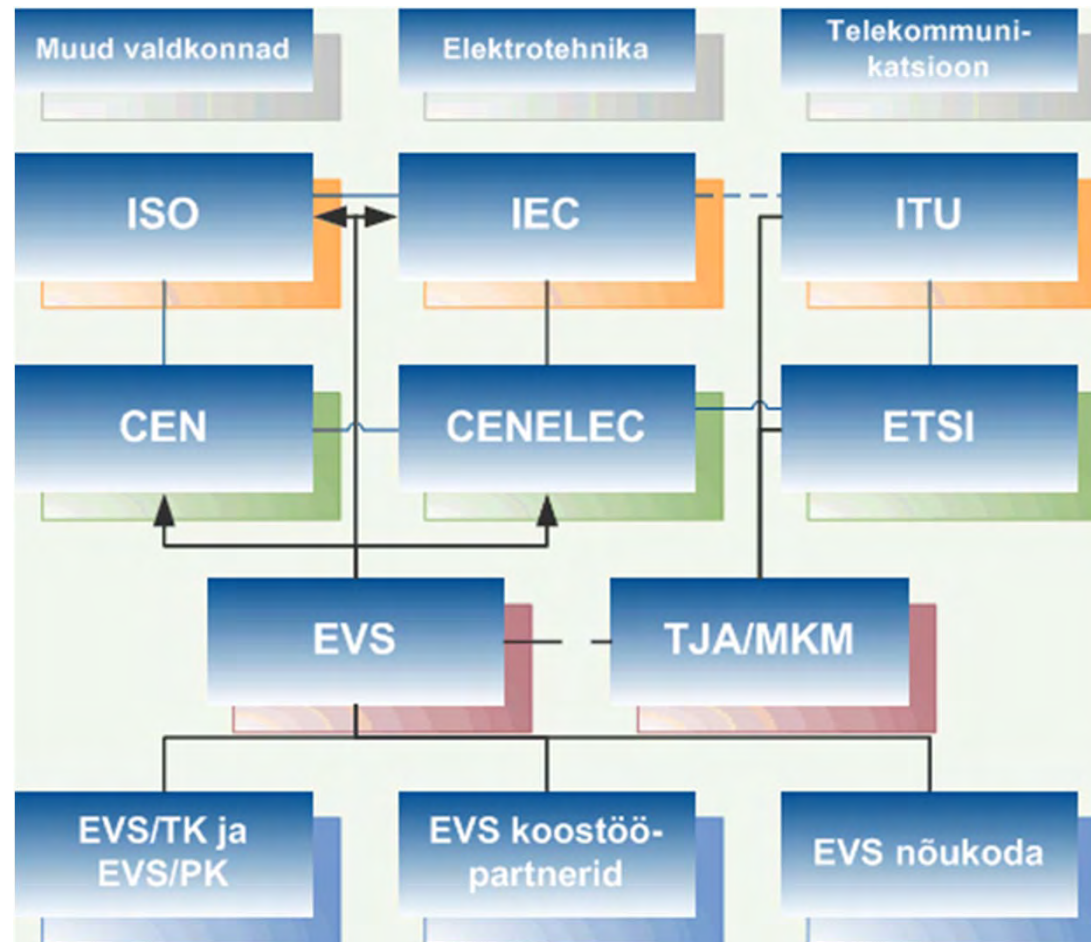 Muud valdkonnad
Elektrotehnika
Telekommuni-
katsioon
ISO
IEC
ITU
CEN
CENELEC
ETSI
EVS
TJA/MKM
EVS/TK ja
EVS/PK
EVS koostöö-
partnerid
EVS nõukoda